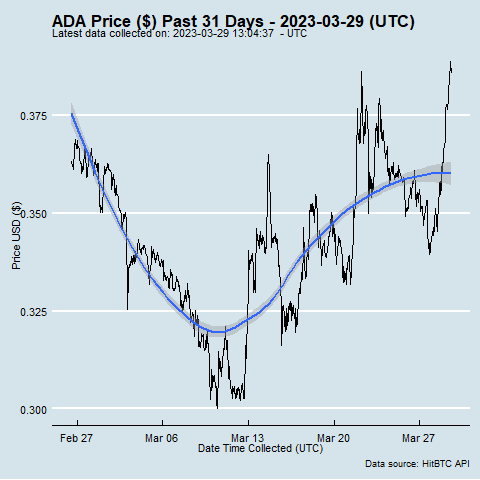 ADA Price ($) Past 31 Days - 2023-03-29 (UTC)
Latest data collected on: 2023-03-29 13:04:37 - UTC
0.375
0.350
0.325
0.300
Price USD ($)
Feb 27 Mar 06 Mar 13 Mar 20 Mar 27
Date Time Collected (UTC)
Data source: HitBTC API